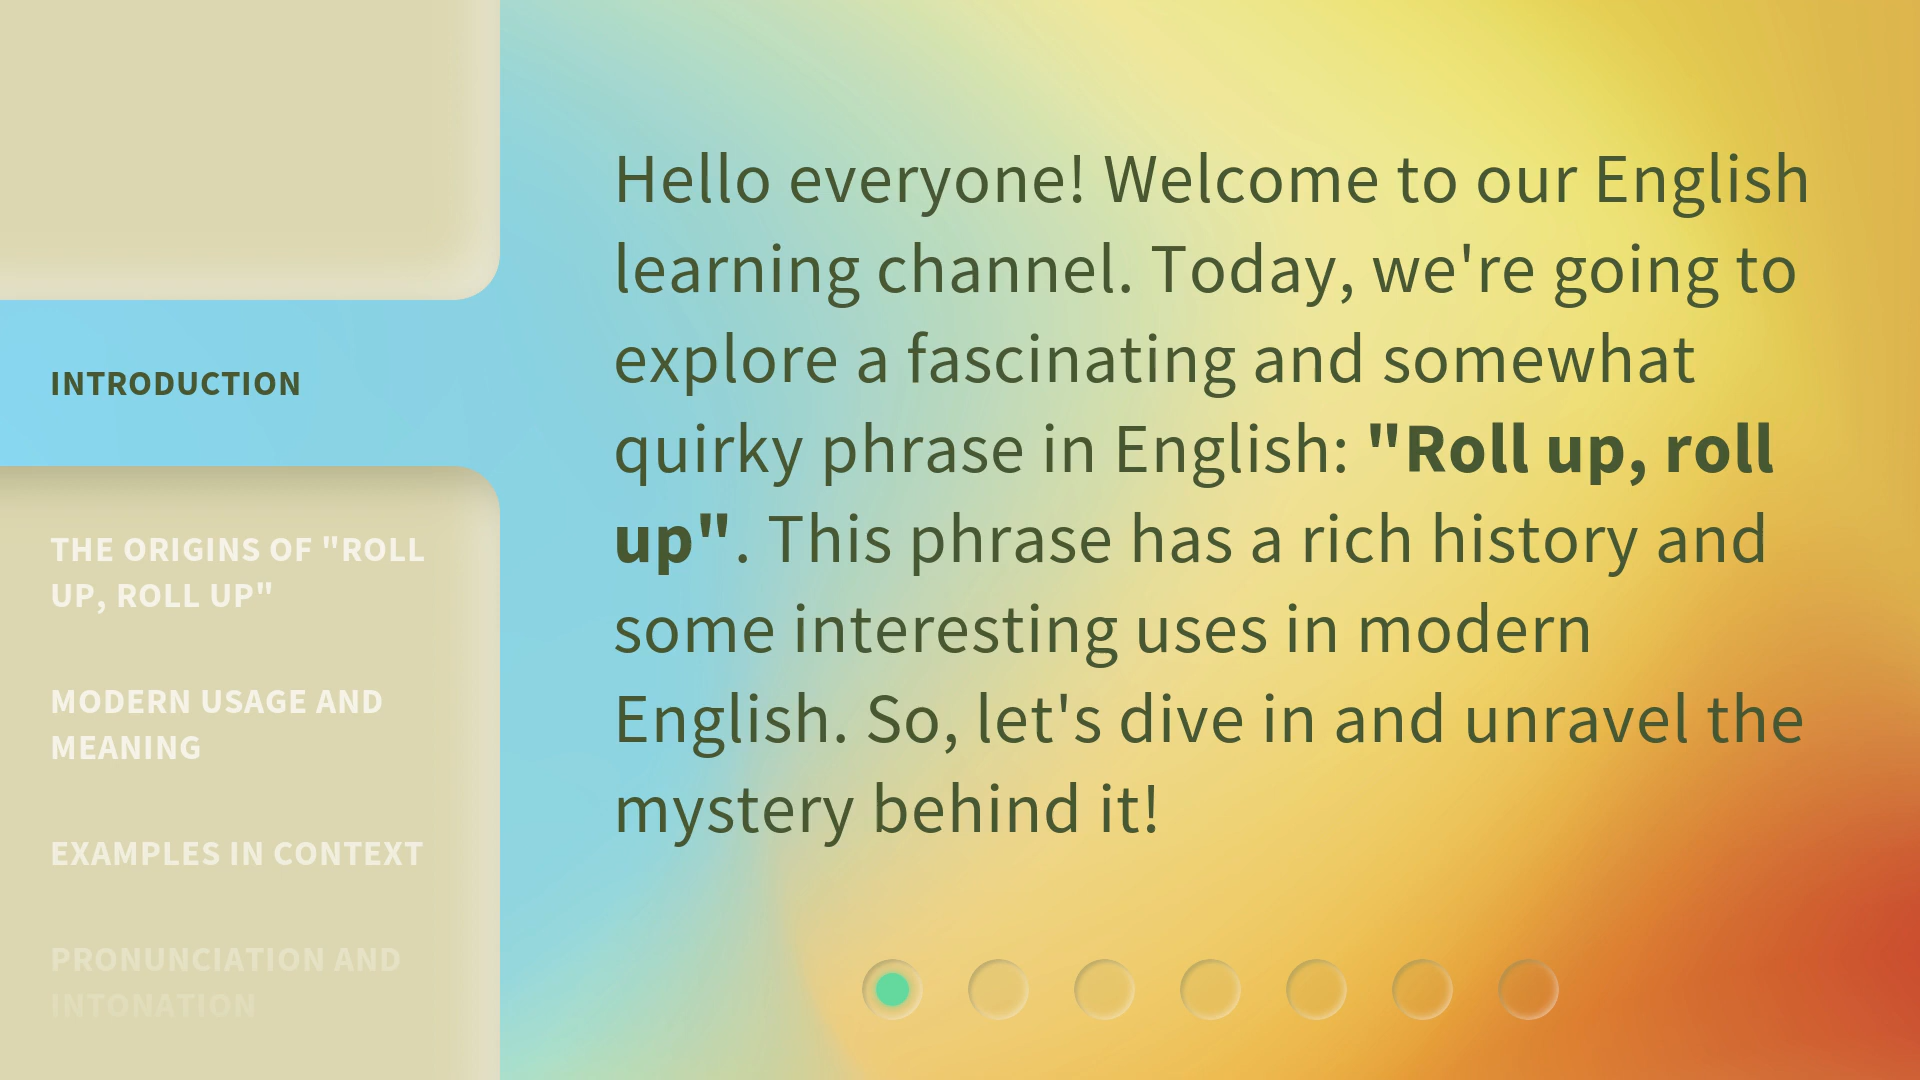 INTRODUCTION
THE ORIGINS OF "ROLL
UP, ROLL UP"
MODERN USAGE AND
MEANING
EXAMPLES IN CONTEXT
PRONUNCIATION AND
INTONATION
Hello everyone! Welcome to our English
learning channel. Today, we're going to
explore a fascinating and somewhat
quirky phrase in English: "Roll up, roll
up". This phrase has a rich history and
some interesting uses in modern
English. So, let's dive in and unravel the
mystery behind it!